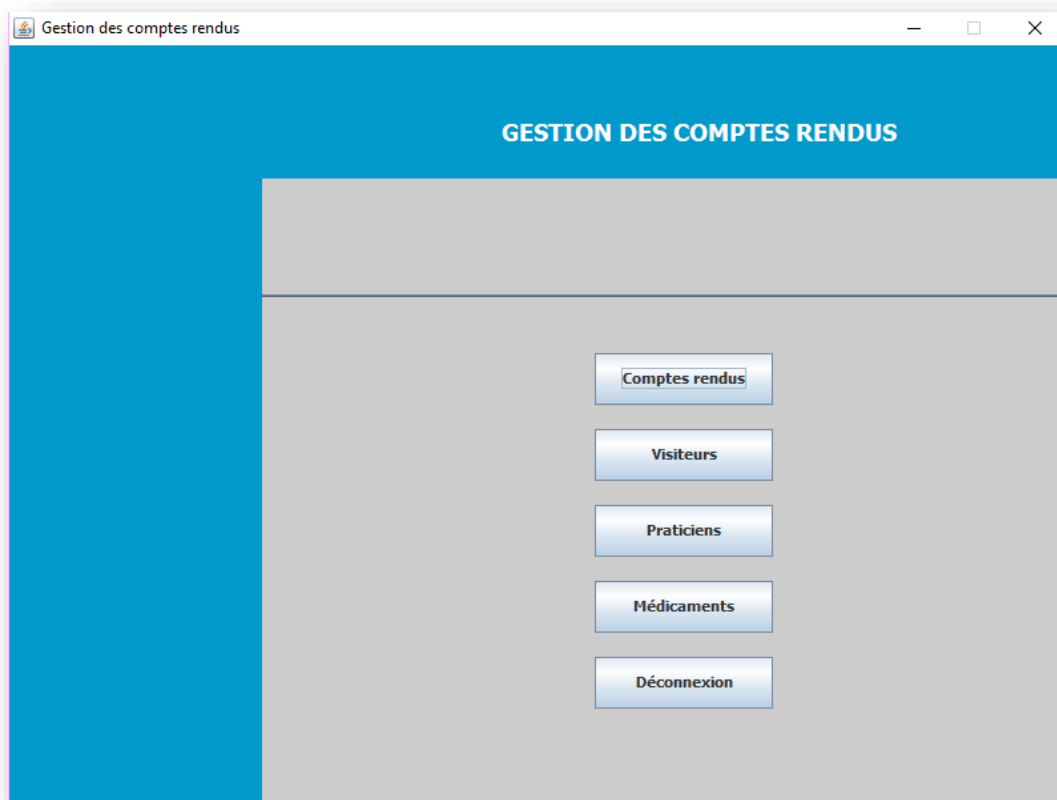 Gestion des comptes rendus
GESTION DES COMPTES RENDUS
Comptes rendus
Visiteurs
Praticiens
Médicaments
Déconnexion